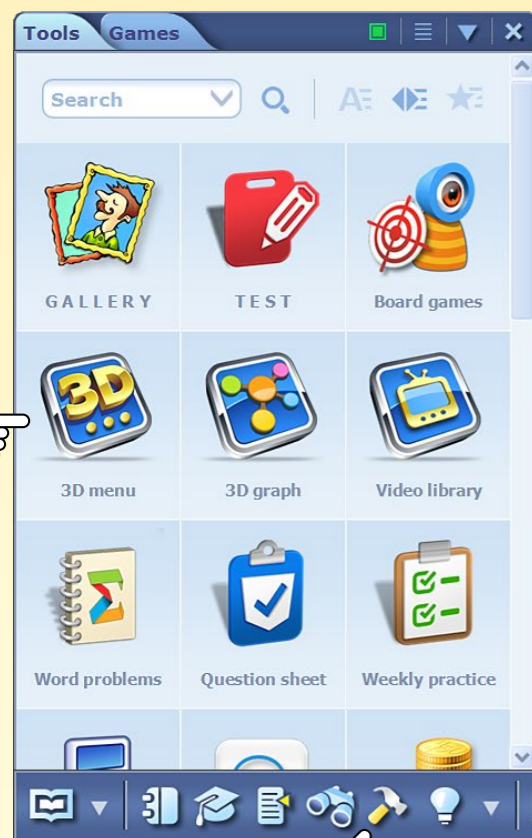 Tools Games
Search
GALLERY TEST Board games
3D
3D menu 3D graph Video library
Word problems Question sheet Weekly practice